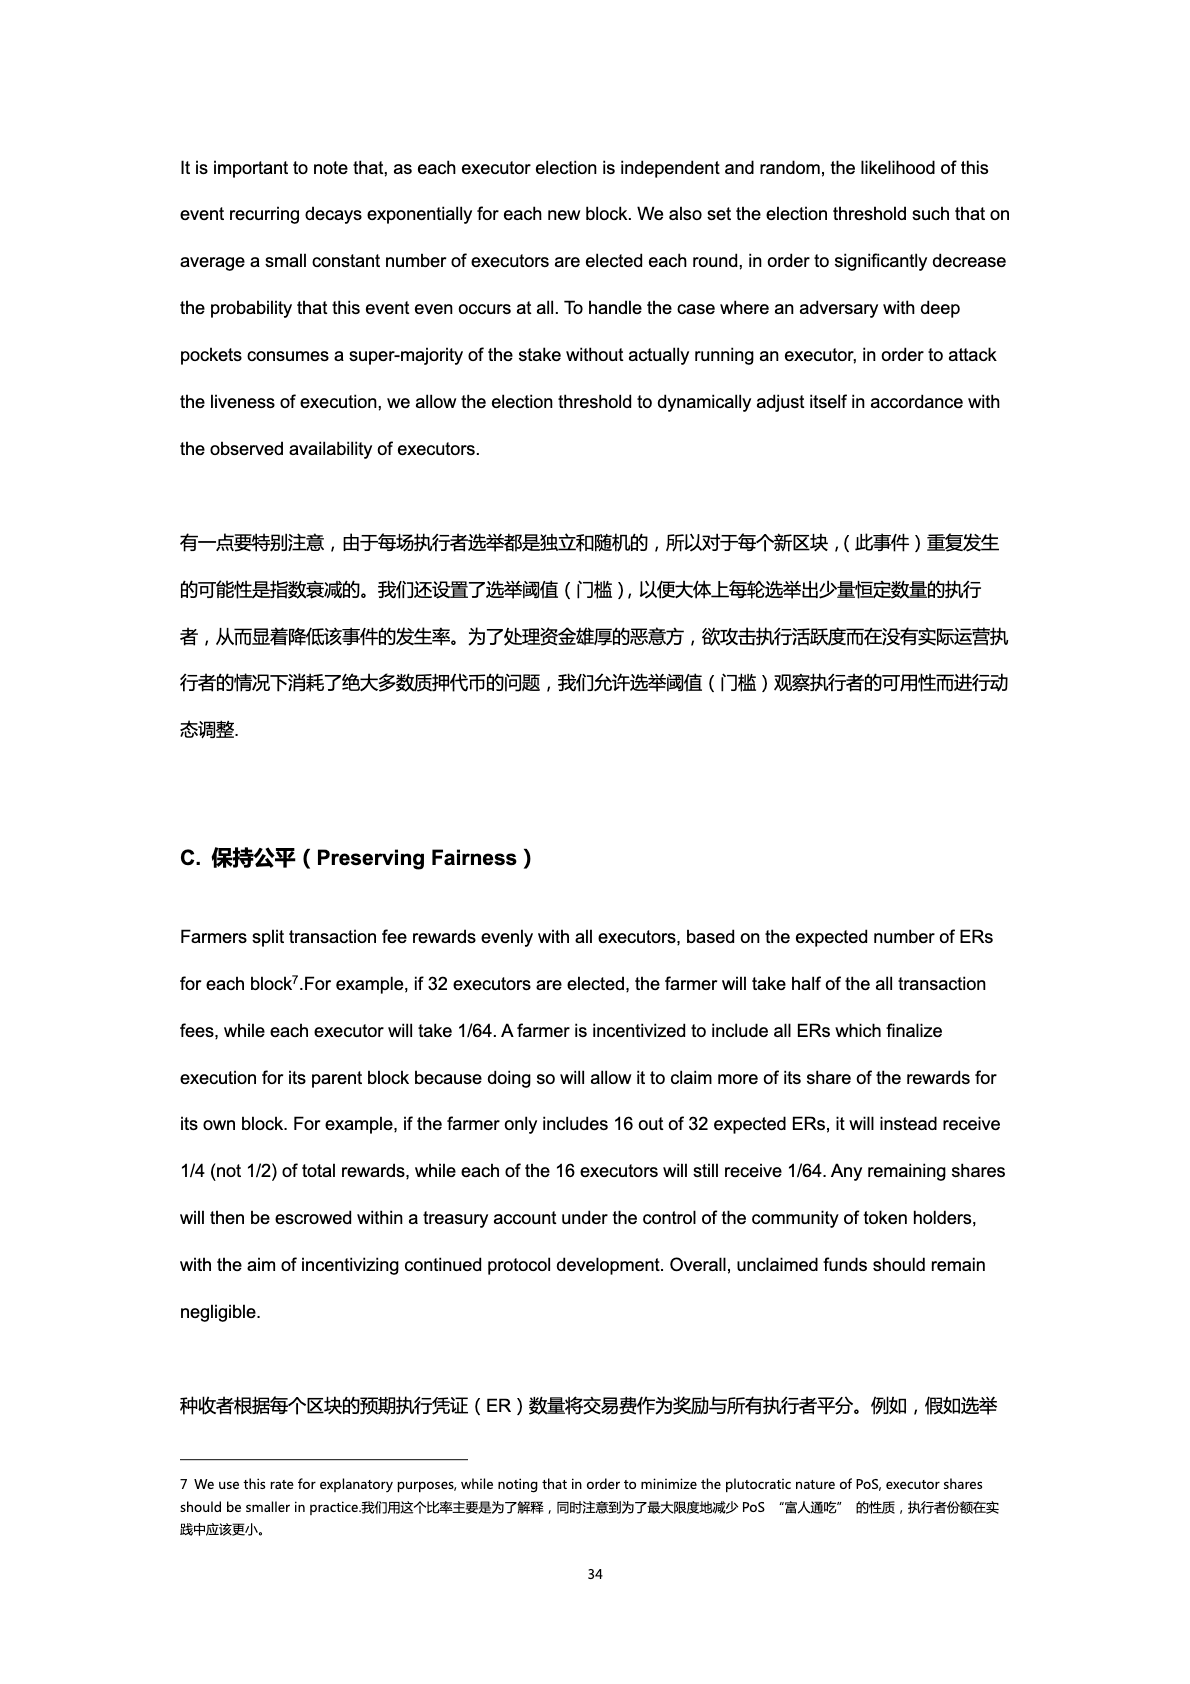 It is important to note that, as each executor election is independent and random, the likelihood of this
event recurring decays exponentially for each new block. We also set the election threshold such that on
average a small constant number of executors are elected each round, in order to significantly decrease
the probability that this event even occurs at all. To handle the case where an adversary with deep
pockets consumes a super-majority of the stake without actually running an executor, in order to attack
the liveness of execution, we allow the election threshold to dynamically adjust itself in accordance with
the observed availability of executors.
有一点要特别注意，由于每场执行者选举都是独立和随机的，所以对于每个新区块，（此事件）重复发生
的可能性是指数衰减的。我们还设置了选举阈值（门槛），以便大体上每轮选举出少量恒定数量的执行
者，从而显着降低该事件的发生率。为了处理资金雄厚的恶意方，欲攻击执行活跃度而在没有实际运营执
行者的情况下消耗了绝大多数质押代币的问题，我们允许选举阈值（门槛）观察执行者的可用性而进行动
态调整.
C. 保持公平（Preserving Fairness）
Farmers split transaction fee rewards evenly with all executors, based on the expected number of ERs
for each block7.For example, if 32 executors are elected, the farmer will take half of the all transaction
fees, while each executor will take 1/64. A farmer is incentivized to include all ERs which finalize
execution for its parent block because doing so will allow it to claim more of its share of the rewards for
its own block. For example, if the farmer only includes 16 out of 32 expected ERs, it will instead receive
1/4 (not 1/2) of total rewards, while each of the 16 executors will still receive 1/64. Any remaining shares
will then be escrowed within a treasury account under the control of the community of token holders,
with the aim of incentivizing continued protocol development. Overall, unclaimed funds should remain
negligible.
种收者根据每个区块的预期执行凭证（ER）数量将交易费作为奖励与所有执行者平分。例如，假如选举
7 We use this rate for explanatory purposes, while noting that in order to minimize the plutocratic nature of PoS, executor shares
should be smaller in practice.我们用这个比率主要是为了解释，同时注意到为了最大限度地减少 PoS “富人通吃” 的性质，执行者份额在实
践中应该更小。
34